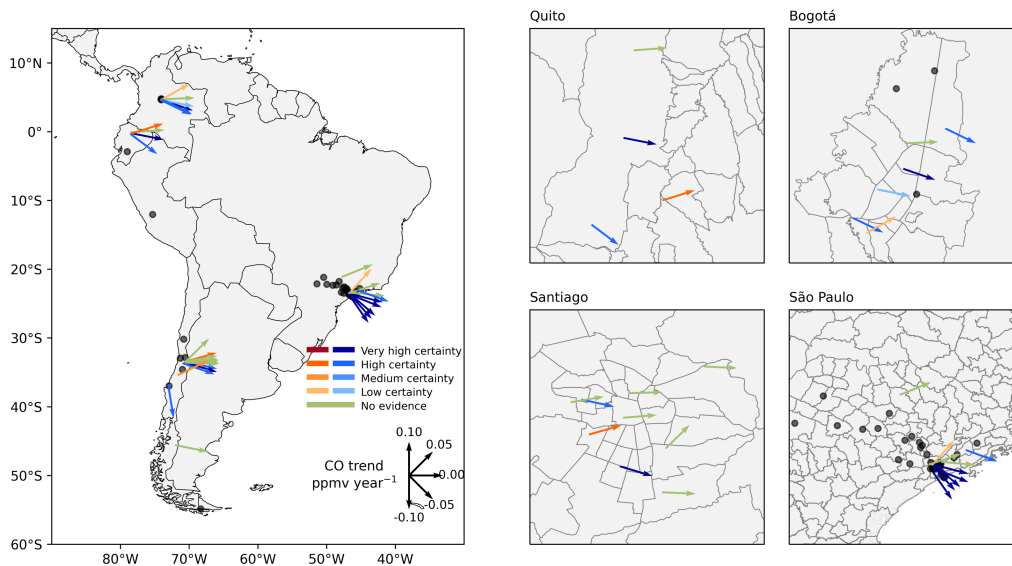 Quito
Bogotá
10°N
0°
10°S
20°S
30°S
40°S
50°S
60°S
80°W
70°W
60°W
50°W
40°W
Very high certainty
High certainty
Medium certainty
Low certainty
No evidence
CO trend
ppmv year⁻¹
0.10
0.05
0.00
-0.05
-0.10
Santiago
São Paulo